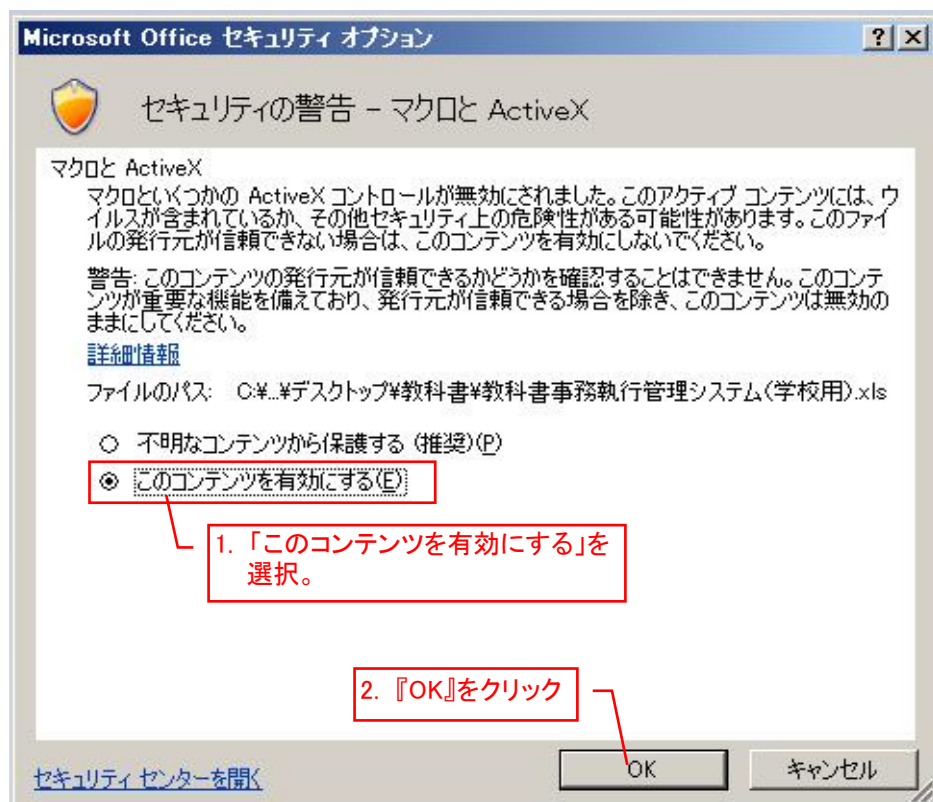 Microsoft Office セキュリティ オプション
セキュリティの警告 - マクロと ActiveX
マクロと ActiveX
マクロといくつかの ActiveX コントロールが無効にされました。このアクティブ コンテンツには、ウ
イルスが含まれているか、その他セキュリティ上の危険性がある可能性があります。このファイ
ルの発行元が信頼できない場合は、このコンテンツを有効にしないでください。
警告: このコンテンツの発行元が信頼できるかどうかを確認することはできません。このコンテ
ンツが重要な機能を備えており、発行元が信頼できる場合を除き、このコンテンツは無効の
ままにしてください。
詳細情報
ファイルのパス: C:¥...¥デスクトップ¥教科書¥教科書事務執行管理システム(学校用).xls
不明なコンテンツから保護する (推奨)(P)
このコンテンツを有効にする(E)
1. 「このコンテンツを有効にする」を
選択。
2. 『OK』をクリック
セキュリティ センターを開く
OK
キャンセル